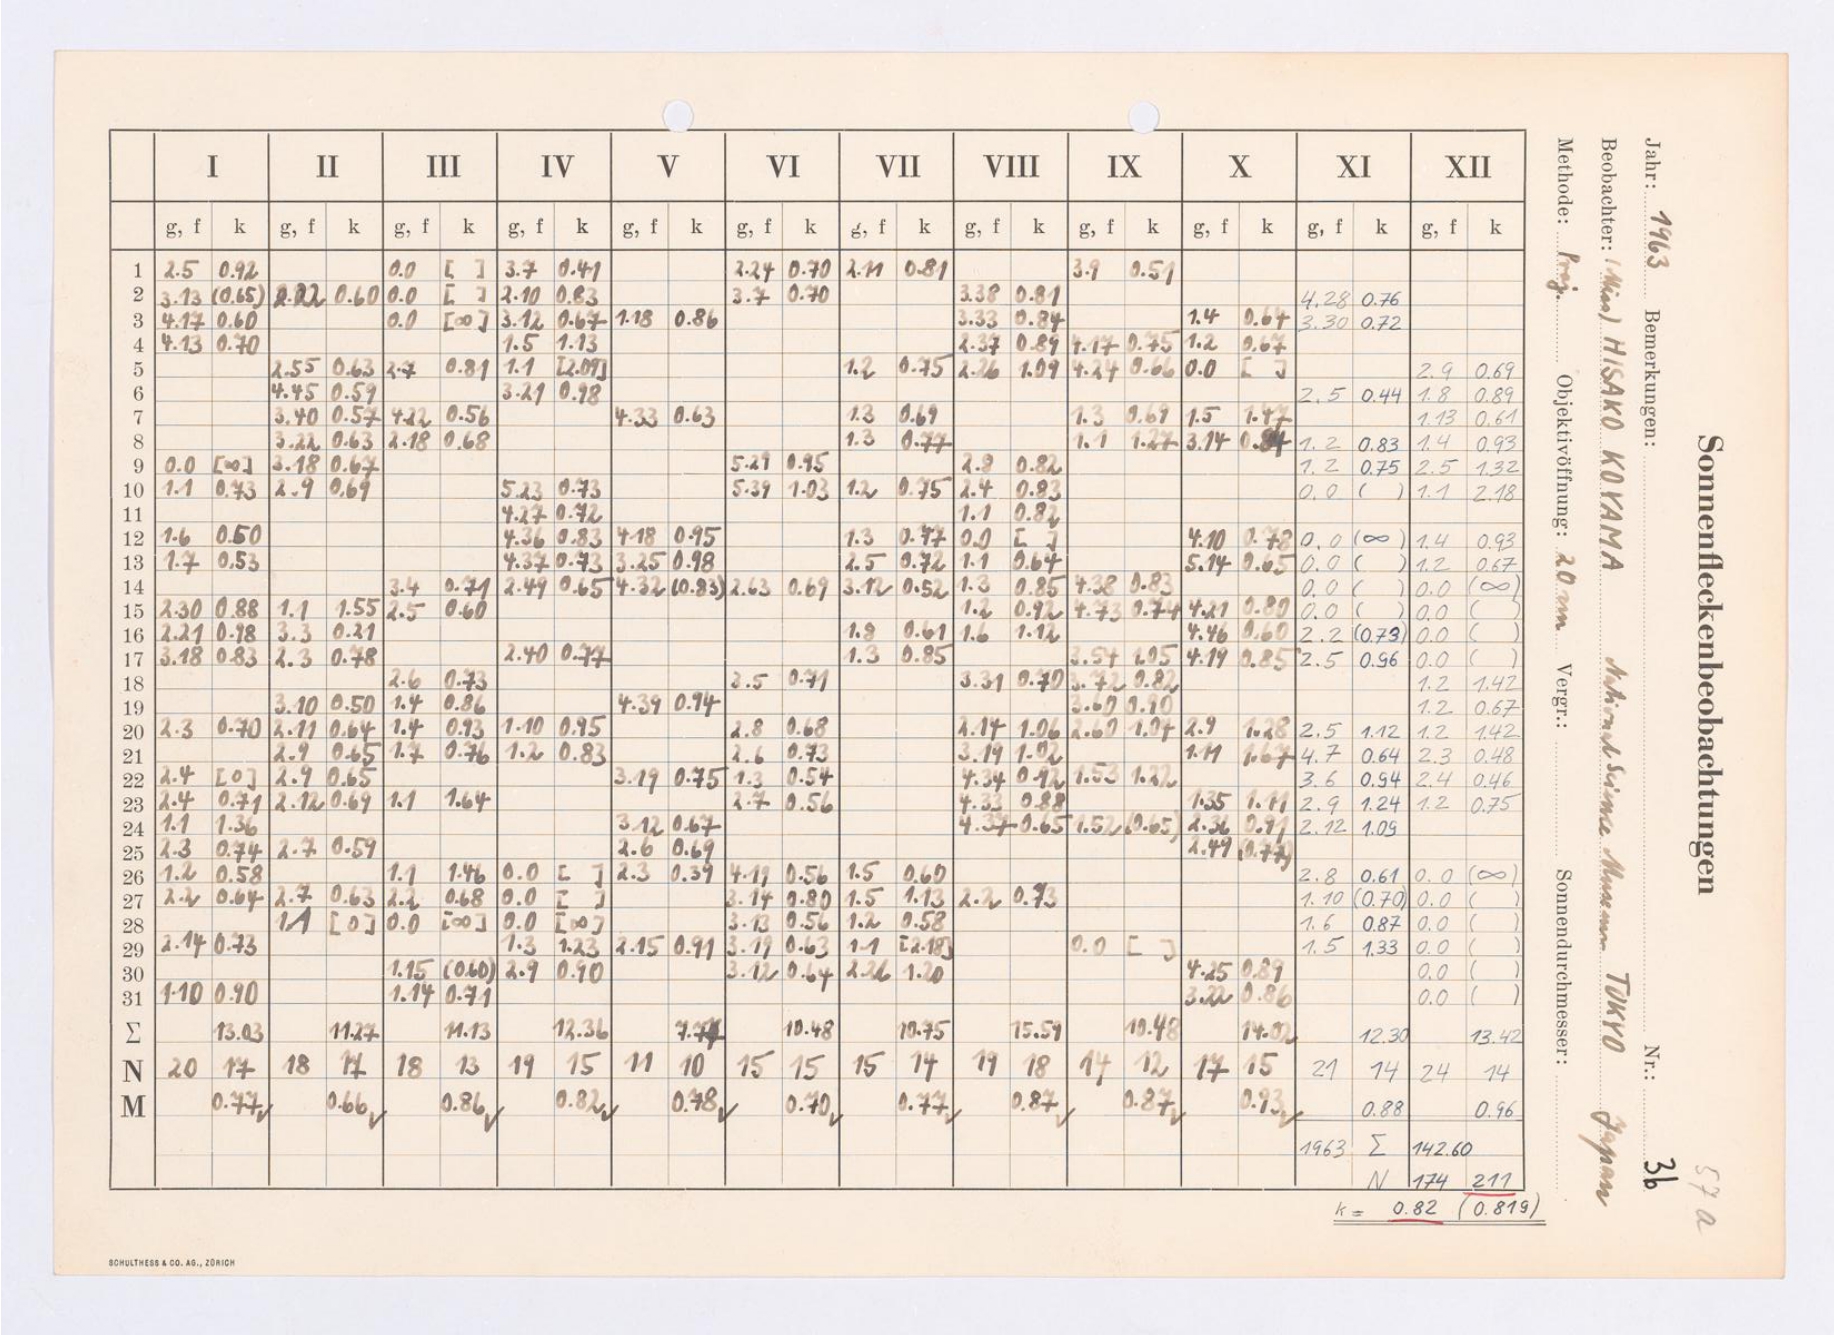 Sonnenfleckenbeobachtungen
57a
Jahr: 1963 Bemerkungen: Nr.: 36
Beobachter: (Miss) HISAKO KOYAMA National Science Museum TOKYO Japan
Methode: Proj. Objektivöffnung: 20 cm Vergr.: Sonnendurchmesser:
I II III IV V VI VII VIII IX X XI XII
g, f k g, f k g, f k g, f k g, f k g, f k g, f k g, f k g, f k g, f k g, f k g, f k
1 2.5 0.92 0.0 [ ] 3.7 0.41 2.24 0.70 2.11 0.81 3.9 0.51
2 3.13 (0.65) 2.22 0.60 0.0 [ ] 2.10 0.83 3.7 0.70 3.38 0.81 4.28 0.76
3 4.17 0.60 0.0 [∞] 3.12 0.67 1.18 0.86 3.33 0.84 1.4 0.64 3.30 0.72
4 4.13 0.70 1.5 1.13 2.37 0.89 4.17 0.75 1.2 0.67
5 2.55 0.63 2.7 0.81 1.1 [2.09] 1.2 0.75 2.26 1.09 4.24 0.66 0.0 [ ] 2.9 0.69
6 4.45 0.59 3.21 0.98 2.5 0.44 1.8 0.89
7 3.40 0.57 4.22 0.56 4.33 0.63 1.3 0.69 1.3 0.69 1.5 1.47 1.13 0.61
8 3.22 0.63 2.18 0.68 1.3 0.77 1.1 1.27 3.14 0.84 1.2 0.83 1.4 0.93
9 0.0 [∞] 3.18 0.67 5.29 0.95 2.8 0.82 1.2 0.75 2.5 1.32
10 1.1 0.73 2.9 0.69 5.23 0.73 5.39 1.03 1.2 0.75 2.4 0.83 0.0 ( ) 1.1 2.18
11 4.27 0.72 1.1 0.82
12 1.6 0.50 4.36 0.83 4.18 0.95 1.3 0.77 0.0 [ ] 4.10 0.78 0.0 (∞) 1.4 0.93
13 1.7 0.53 4.37 0.73 3.25 0.98 2.5 0.72 1.1 0.64 5.14 0.65 0.0 ( ) 1.2 0.67
14 3.4 0.71 2.49 0.65 4.32 (0.83) 2.63 0.69 3.12 0.52 1.3 0.85 4.38 0.83 0.0 ( ) 0.0 (∞)
15 2.30 0.88 1.1 1.55 2.5 0.60 1.2 0.92 4.73 0.74 4.21 0.80 0.0 ( ) 0.0 ( )
16 2.21 0.98 3.3 0.21 1.8 0.61 1.6 1.12 4.46 0.60 2.2 (0.73) 0.0 ( )
17 3.18 0.83 2.3 0.78 2.40 0.77 1.3 0.85 3.54 1.05 4.19 0.85 2.5 0.96 0.0 ( )
18 2.6 0.73 3.5 0.71 3.31 0.70 3.72 0.82 1.2 1.42
19 3.10 0.50 1.4 0.86 4.39 0.94 3.60 0.90 1.2 0.67
20 2.3 0.70 2.11 0.64 1.4 0.93 1.10 0.95 2.8 0.68 2.14 1.06 2.60 1.04 2.9 1.28 2.5 1.12 1.2 1.42
21 2.9 0.65 1.7 0.76 1.2 0.83 2.6 0.73 3.19 1.02 1.11 1.67 4.7 0.64 2.3 0.48
22 2.4 [0] 2.9 0.65 3.19 0.75 1.3 0.54 4.34 0.92 1.53 1.22 3.6 0.94 2.4 0.46
23 2.4 0.71 2.12 0.69 1.1 1.64 2.7 0.56 4.33 0.88 1.35 1.11 2.9 1.24 1.2 0.75
24 1.1 1.36 3.12 0.67 4.37 0.65 1.52 (0.65) 2.36 0.91 2.12 1.09
25 2.3 0.74 2.7 0.59 2.6 0.69 2.49 (0.77)
26 1.2 0.58 1.1 1.46 0.0 [ ] 2.3 0.39 4.19 0.56 1.5 0.60 2.8 0.61 0.0 (∞)
27 2.2 0.64 2.7 0.63 2.2 0.68 0.0 [ ] 3.14 0.80 1.5 1.13 2.2 0.73 1.10 (0.70) 0.0 ( )
28 1.1 [0] 0.0 [∞] 0.0 [∞] 3.13 0.56 1.2 0.58 1.6 0.87 0.0 ( )
29 2.14 0.73 1.3 1.23 2.15 0.91 3.19 0.63 1.1 [2.18] 0.0 [ ] 1.5 1.33 0.0 ( )
30 1.15 (0.60) 2.9 0.90 3.12 0.64 2.26 1.20 4.25 0.89 0.0 ( )
31 1.10 0.90 1.14 0.71 3.22 0.86 0.0 ( )
Σ 13.03 11.27 11.13 12.36 10.48 10.75 15.59 10.48 14.02 12.30 13.42
N 20 17 18 17 18 13 19 15 11 10 15 15 15 14 19 18 14 12 17 15 21 14 24 14
M 0.77 0.66 0.86 0.82 0.78 0.70 0.77 0.87 0.87 0.93 0.88 0.96
1963 Σ 142.60
N 174 211
k = 0.82 (0.819)
SCHULTHESS & CO. AG., ZÜRICH